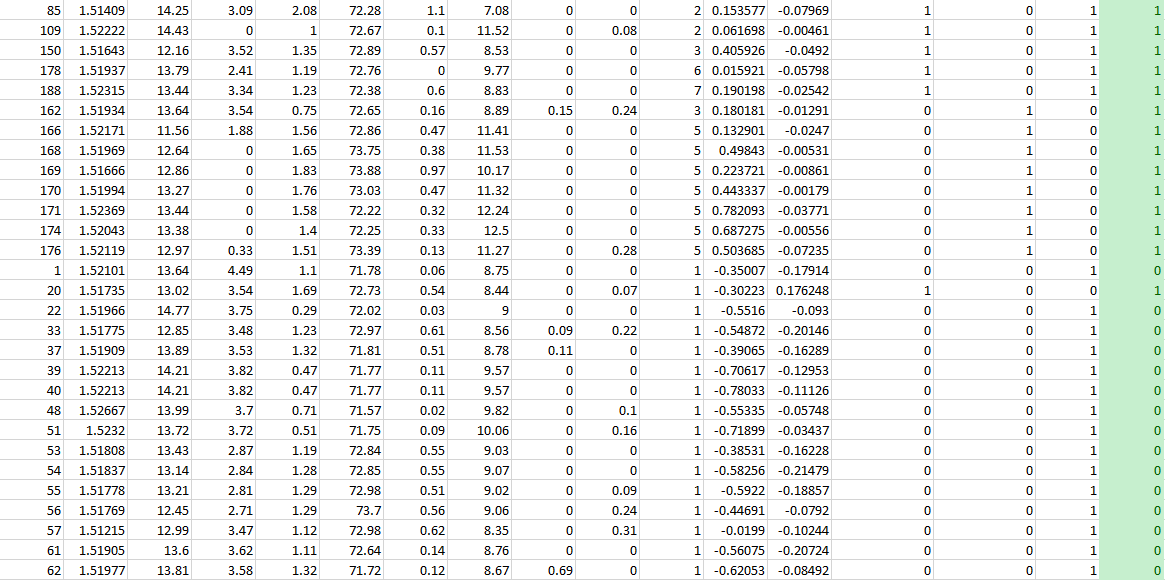 85 1.51409 14.25 3.09 2.08 72.28 1.1 7.08 0 0 2 0.153577 -0.07969 1 0 1 1
109 1.52222 14.43 0 1 72.67 0.1 11.52 0 0.08 2 0.061698 -0.00461 1 0 1 1
150 1.51643 12.16 3.52 1.35 72.89 0.57 8.53 0 0 3 0.405926 -0.0492 1 0 1 1
178 1.51937 13.79 2.41 1.19 72.76 0 9.77 0 0 6 0.015921 -0.05798 1 0 1 1
188 1.52315 13.44 3.34 1.23 72.38 0.6 8.83 0 0 7 0.190198 -0.02542 1 0 1 1
162 1.51934 13.64 3.54 0.75 72.65 0.16 8.89 0.15 0.24 3 0.180181 -0.01291 0 1 0 1
166 1.52171 11.56 1.88 1.56 72.86 0.47 11.41 0 0 5 0.132901 -0.0247 0 1 0 1
168 1.51969 12.64 0 1.65 73.75 0.38 11.53 0 0 5 0.49843 -0.00531 0 1 0 1
169 1.51666 12.86 0 1.83 73.88 0.97 10.17 0 0 5 0.223721 -0.00861 0 1 0 1
170 1.51994 13.27 0 1.76 73.03 0.47 11.32 0 0 5 0.443337 -0.00179 0 1 0 1
171 1.52369 13.44 0 1.58 72.22 0.32 12.24 0 0 5 0.782093 -0.03771 0 1 0 1
174 1.52043 13.38 0 1.4 72.25 0.33 12.5 0 0 5 0.687275 -0.00556 0 1 0 1
176 1.52119 12.97 0.33 1.51 73.39 0.13 11.27 0 0.28 5 0.503685 -0.07235 0 1 0 1
1 1.52101 13.64 4.49 1.1 71.78 0.06 8.75 0 0 1 -0.35007 -0.17914 0 0 1 0
20 1.51735 13.02 3.54 1.69 72.73 0.54 8.44 0 0.07 1 -0.30223 0.176248 1 0 0 1
22 1.51966 14.77 3.75 0.29 72.02 0.03 9 0 0 1 -0.5516 -0.093 0 0 1 0
33 1.51775 12.85 3.48 1.23 72.97 0.61 8.56 0.09 0.22 1 -0.54872 -0.20146 0 0 1 0
37 1.51909 13.89 3.53 1.32 71.81 0.51 8.78 0.11 0 1 -0.39065 -0.16289 0 0 1 0
39 1.52213 14.21 3.82 0.47 71.77 0.11 9.57 0 0 1 -0.70617 -0.12953 0 0 1 0
40 1.52213 14.21 3.82 0.47 71.77 0.11 9.57 0 0 1 -0.78033 -0.11126 0 0 1 0
48 1.52667 13.99 3.7 0.71 71.57 0.02 9.82 0 0.1 1 -0.55335 -0.05748 0 0 1 0
51 1.5232 13.72 3.72 0.51 71.75 0.09 10.06 0 0.16 1 -0.71899 -0.03437 0 0 1 0
53 1.51808 13.43 2.87 1.19 72.84 0.55 9.03 0 0 1 -0.38531 -0.16228 0 0 1 0
54 1.51837 13.14 2.84 1.28 72.85 0.55 9.07 0 0 1 -0.58256 -0.21479 0 0 1 0
55 1.51778 13.21 2.81 1.29 72.98 0.51 9.02 0 0.09 1 -0.5922 -0.18857 0 0 1 0
56 1.51769 12.45 2.71 1.29 73.7 0.56 9.06 0 0.24 1 -0.44691 -0.0792 0 0 1 0
57 1.51215 12.99 3.47 1.12 72.98 0.62 8.35 0 0.31 1 -0.0199 -0.10244 0 0 1 0
61 1.51905 13.6 3.62 1.11 72.64 0.14 8.76 0 0 1 -0.56075 -0.20724 0 0 1 0
62 1.51977 13.81 3.58 1.32 71.72 0.12 8.67 0.69 0 1 -0.62053 -0.08492 0 0 1 0